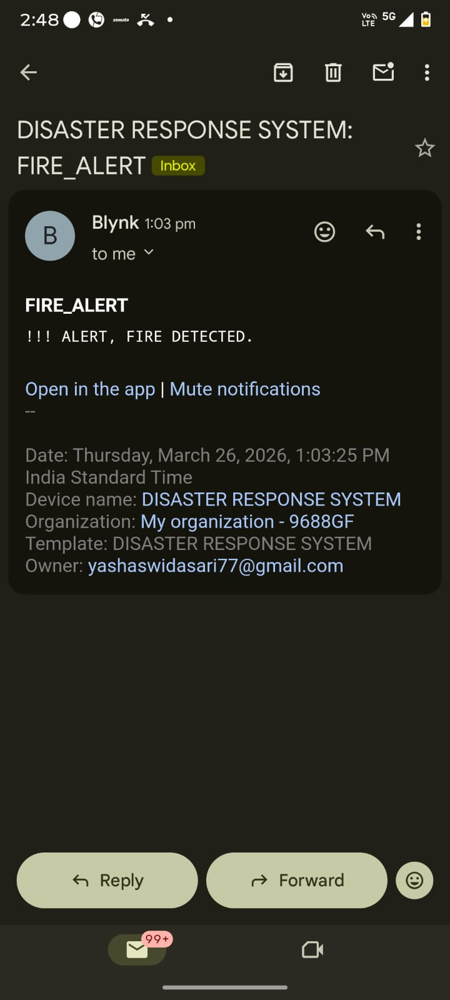 2:48 zomato Vo LTE 5G
DISASTER RESPONSE SYSTEM:
FIRE_ALERT Inbox
B
Blynk 1:03 pm
to me
FIRE_ALERT
!!! ALERT, FIRE DETECTED.
Open in the app | Mute notifications
--
Date: Thursday, March 26, 2026, 1:03:25 PM
India Standard Time
Device name: DISASTER RESPONSE SYSTEM
Organization: My organization - 9688GF
Template: DISASTER RESPONSE SYSTEM
Owner: yashaswidasari77@gmail.com
Reply
Forward
99+